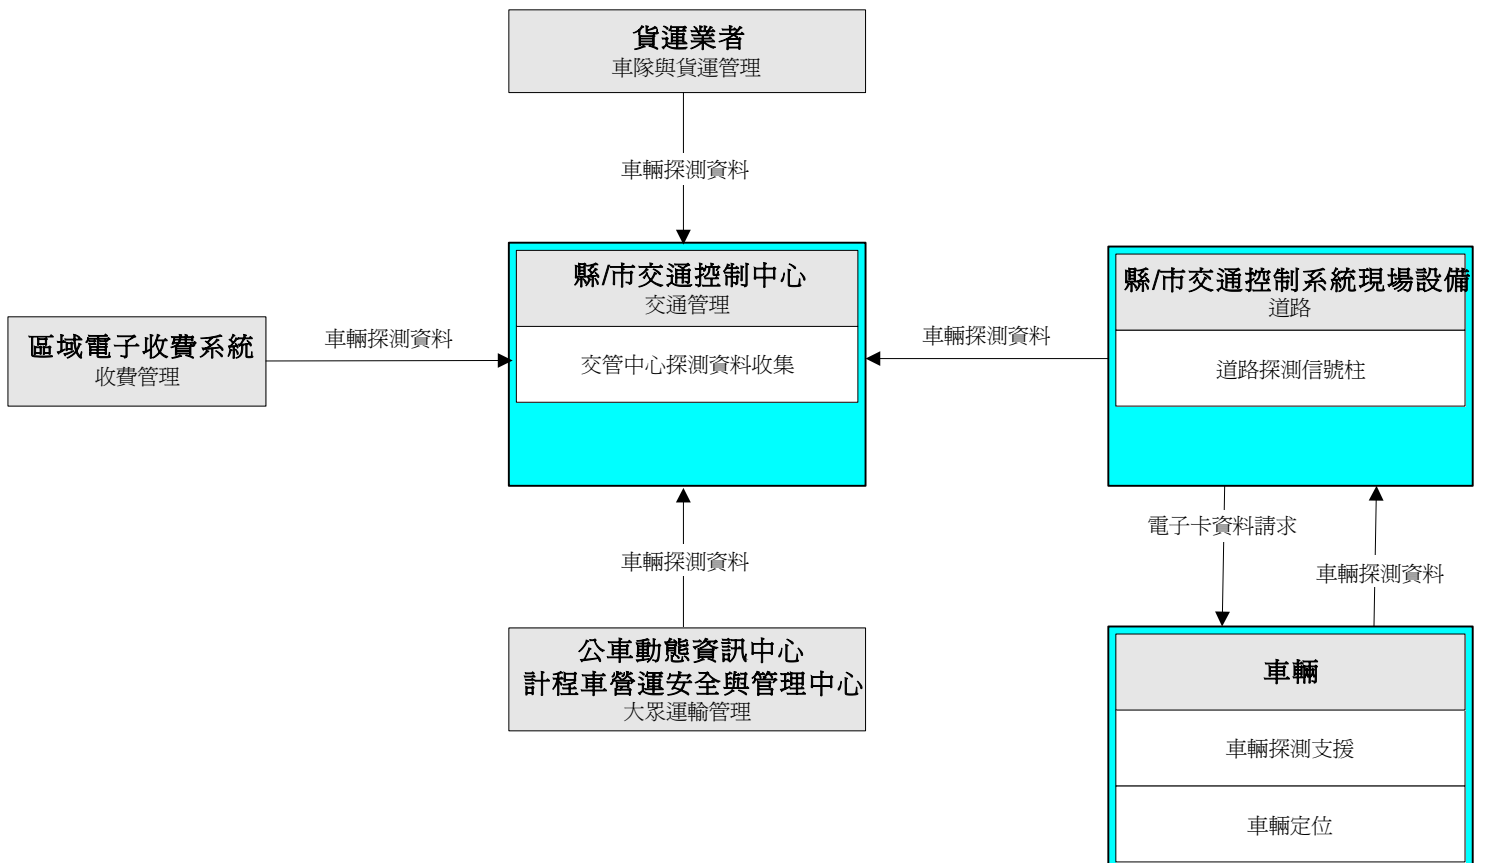 貨運業者
車隊與貨運管理
車輛探測資料
縣/市交通控制中心
交通管理
交管中心探測資料收集
縣/市交通控制系統現場設備
道路
道路探測信號柱
區域電子收費系統
收費管理
車輛探測資料
車輛探測資料
電子卡資料請求
車輛探測資料
車輛探測資料
公車動態資訊中心
計程車營運安全與管理中心
大眾運輸管理
車輛
車輛探測支援
車輛定位